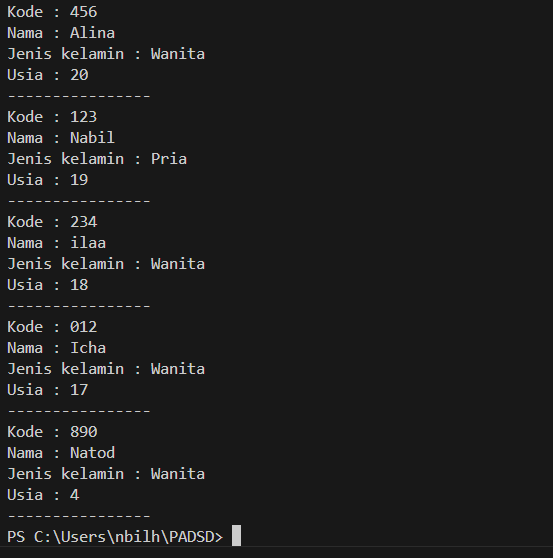 Kode : 456
Nama : Alina
Jenis kelamin : Wanita
Usia : 20
----------------
Kode : 123
Nama : Nabil
Jenis kelamin : Pria
Usia : 19
----------------
Kode : 234
Nama : ilaa
Jenis kelamin : Wanita
Usia : 18
----------------
Kode : 012
Nama : Icha
Jenis kelamin : Wanita
Usia : 17
----------------
Kode : 890
Nama : Natod
Jenis kelamin : Wanita
Usia : 4
----------------
PS C:\Users\nbilh\PADSD>